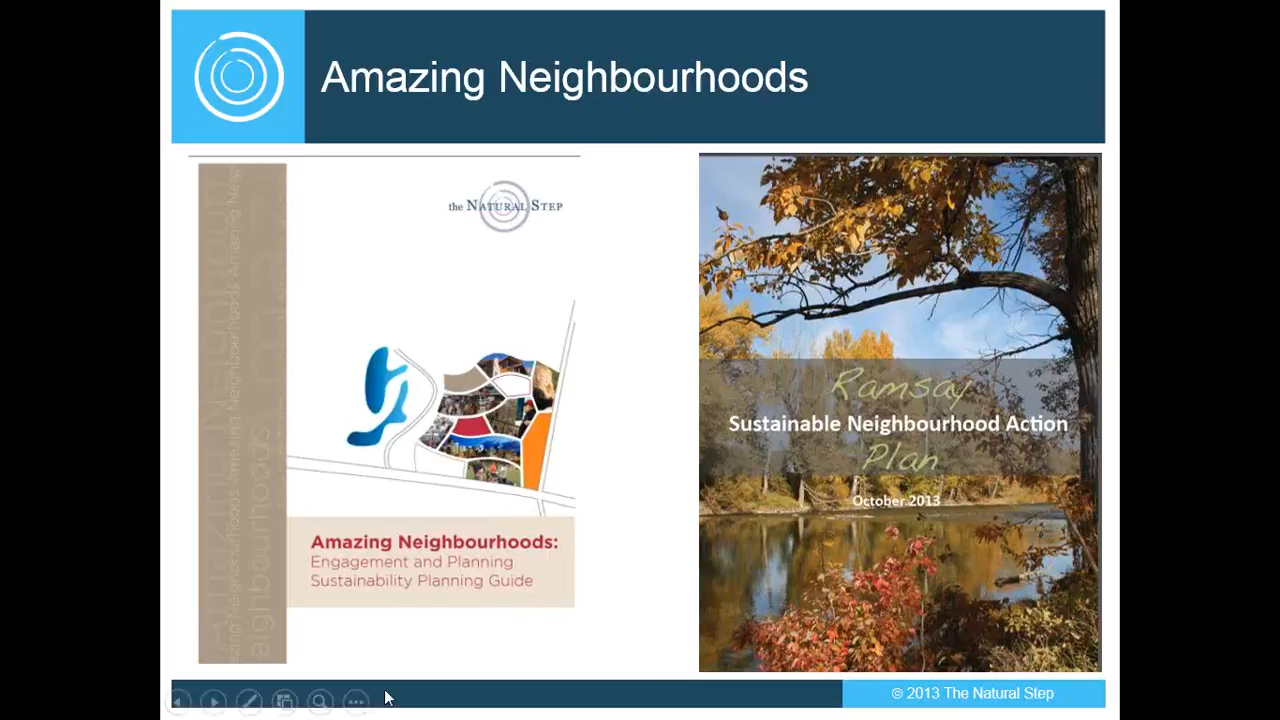 Amazing Neighbourhoods
the NATURAL STEP
Amazing Neighbourhoods:
Engagement and Planning
Sustainability Planning Guide
Ramsay
Sustainable Neighbourhood Action
Plan
October 2013
© 2013 The Natural Step